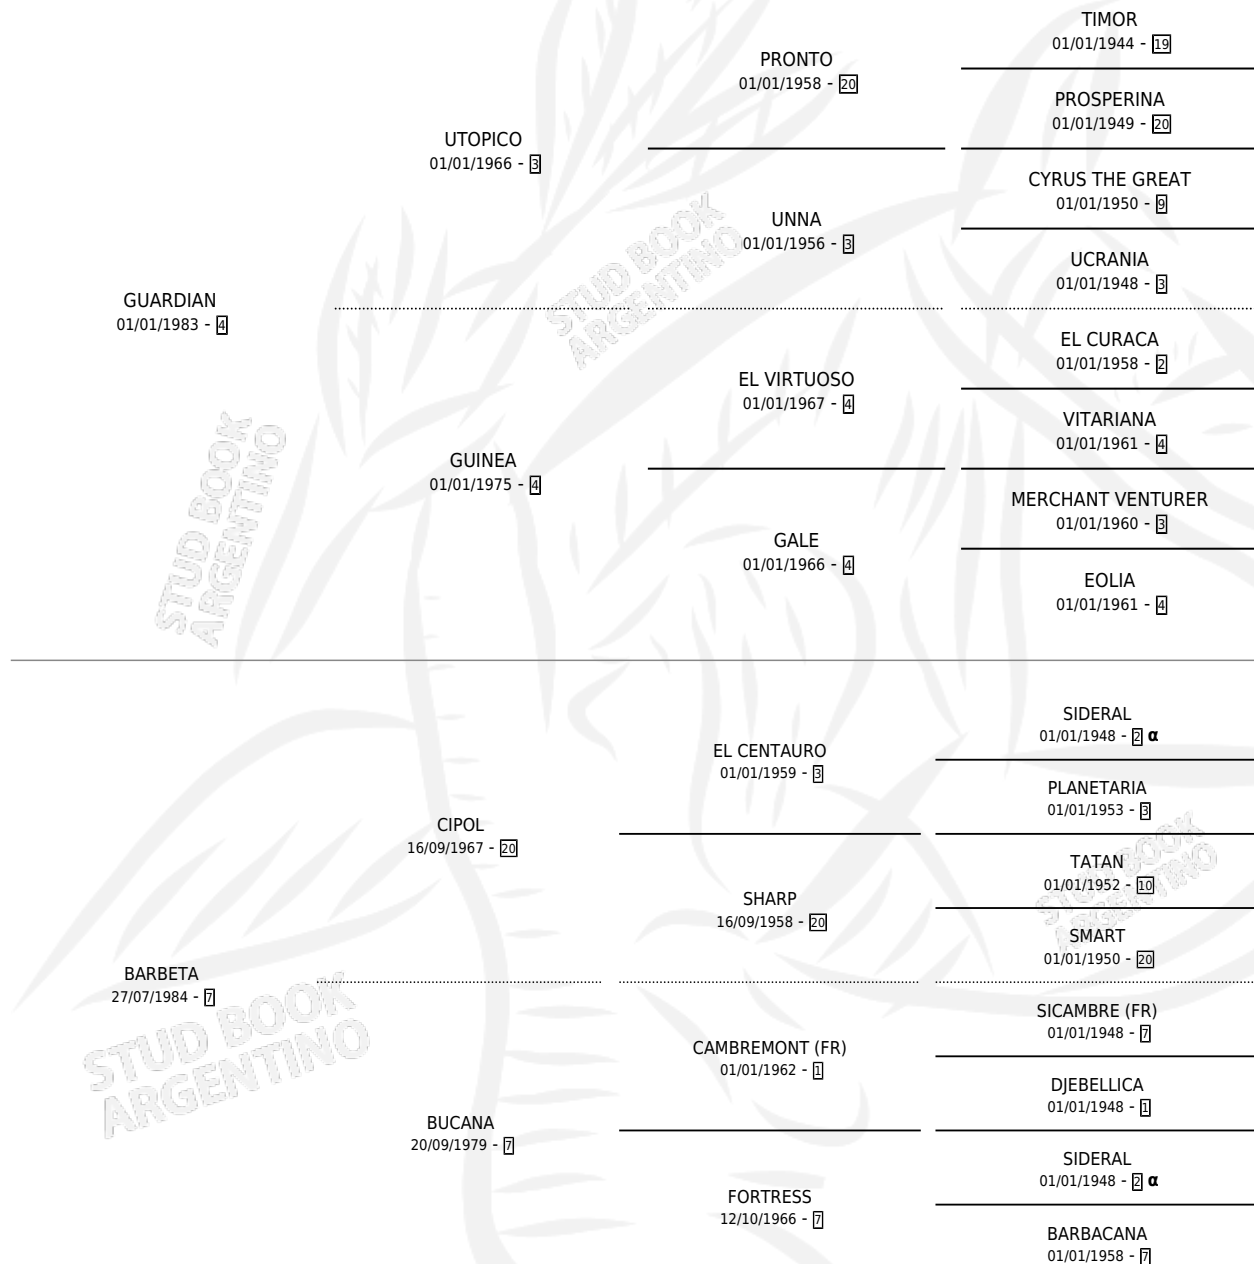 TIMOR
01/01/1944 - 19
PRONTO
01/01/1958 - 20
PROSPERINA
01/01/1949 - 20
UTOPICO
01/01/1966 - 3
CYRUS THE GREAT
01/01/1950 - 9
UNNA
01/01/1956 - 3
UCRANIA
01/01/1948 - 3
GUARDIAN
01/01/1983 - 4
EL CURACA
01/01/1958 - 2
EL VIRTUOSO
01/01/1967 - 4
VITARIANA
01/01/1961 - 4
GUINEA
01/01/1975 - 4
MERCHANT VENTURER
01/01/1960 - 3
GALE
01/01/1966 - 4
EOLIA
01/01/1961 - 4
STUD BOOK
ARGENTINO
STUD BOOK
ARGENTINO
SIDERAL
01/01/1948 - 2 α
EL CENTAURO
01/01/1959 - 3
PLANETARIA
01/01/1953 - 3
CIPOL
16/09/1967 - 20
TATAN
01/01/1952 - 10
SHARP
16/09/1958 - 20
SMART
01/01/1950 - 20
BARBETA
27/07/1984 - 7
SICAMBRE (FR)
01/01/1948 - 7
CAMBREMONT (FR)
01/01/1962 - 1
DJEBELLICA
01/01/1948 - 1
BUCANA
20/09/1979 - 7
SIDERAL
01/01/1948 - 2 α
FORTRESS
12/10/1966 - 7
BARBACANA
01/01/1958 - 7
STUD BOOK
ARGENTINO
STUD BOOK
ARGENTINO